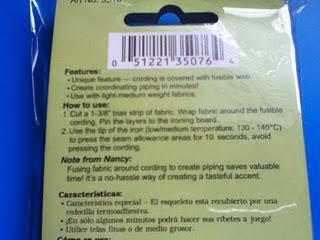 0 51221 35076 4
Features:
• Unique feature — cording is covered with fusible web.
• Create coordinating piping in minutes!
• Use with light-medium weight fabrics.
How to use:
1. Cut a 1-3/8" bias strip of fabric. Wrap fabric around the fusible
cording. Pin the layers to the ironing board.
2. Use the tip of the iron (low/medium temperature: 130 - 140°C)
to press the seam allowance areas for 10 seconds, avoid
pressing the cording.
Note from Nancy:
Fusing fabric around cording to create piping saves valuable
time! It's a no-hassle way of creating a tasteful accent.
Características:
• Característica especial – El esqueleto está recubierto por una
redecilla termoadhesiva.
• ¡En sólo algunos minutos podrá hacer sus ribetes a juego!
• Utilice telas finas o de medio grosor.
Cómo se